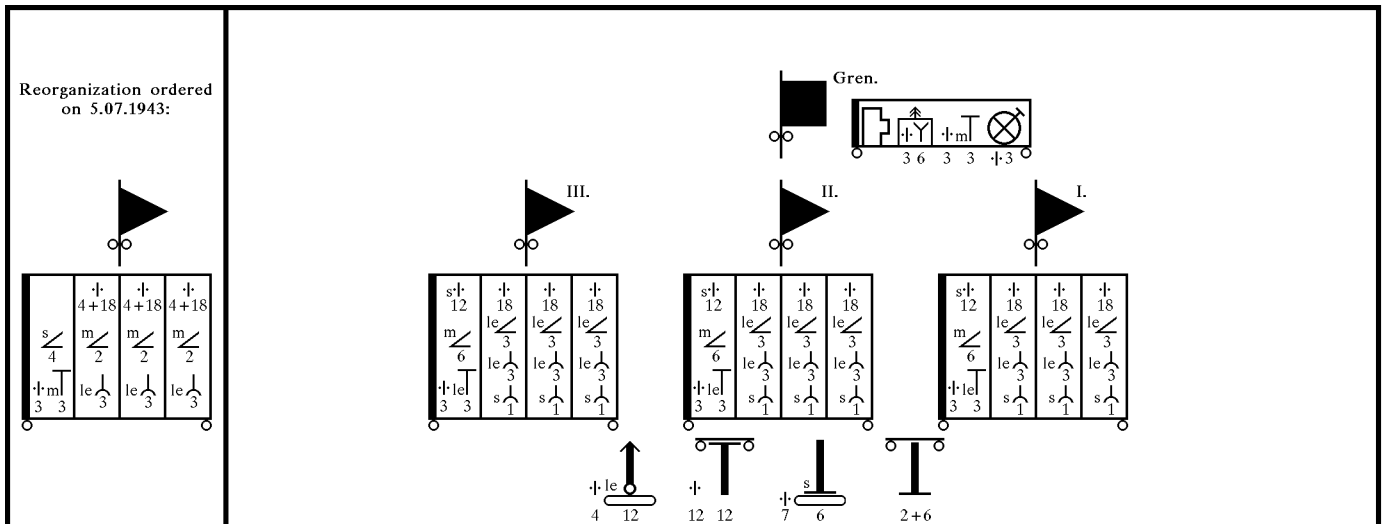 Reorganization ordered
on 5.07.1943:
Gren.
m
3 6 3 3 3
III. II. I.
4+18 4+18 4+18
s m m m
4 2 2 2
m le le le
3 3 3 3 3
s le le le
12 18 18 18
m le le le
6 3 3 3
le
3 3 3 3 3
s s s
1 1 1
s
12 18 18 18
m le le le
6 3 3 3
le le le le
3 3 3 3 3
s s s
1 1 1
s
12 18 18 18
m le le le
6 3 3 3
le le le le
3 3 3 3 3
s s s
1 1 1
le s
4 12 12 12 7 6 2+6